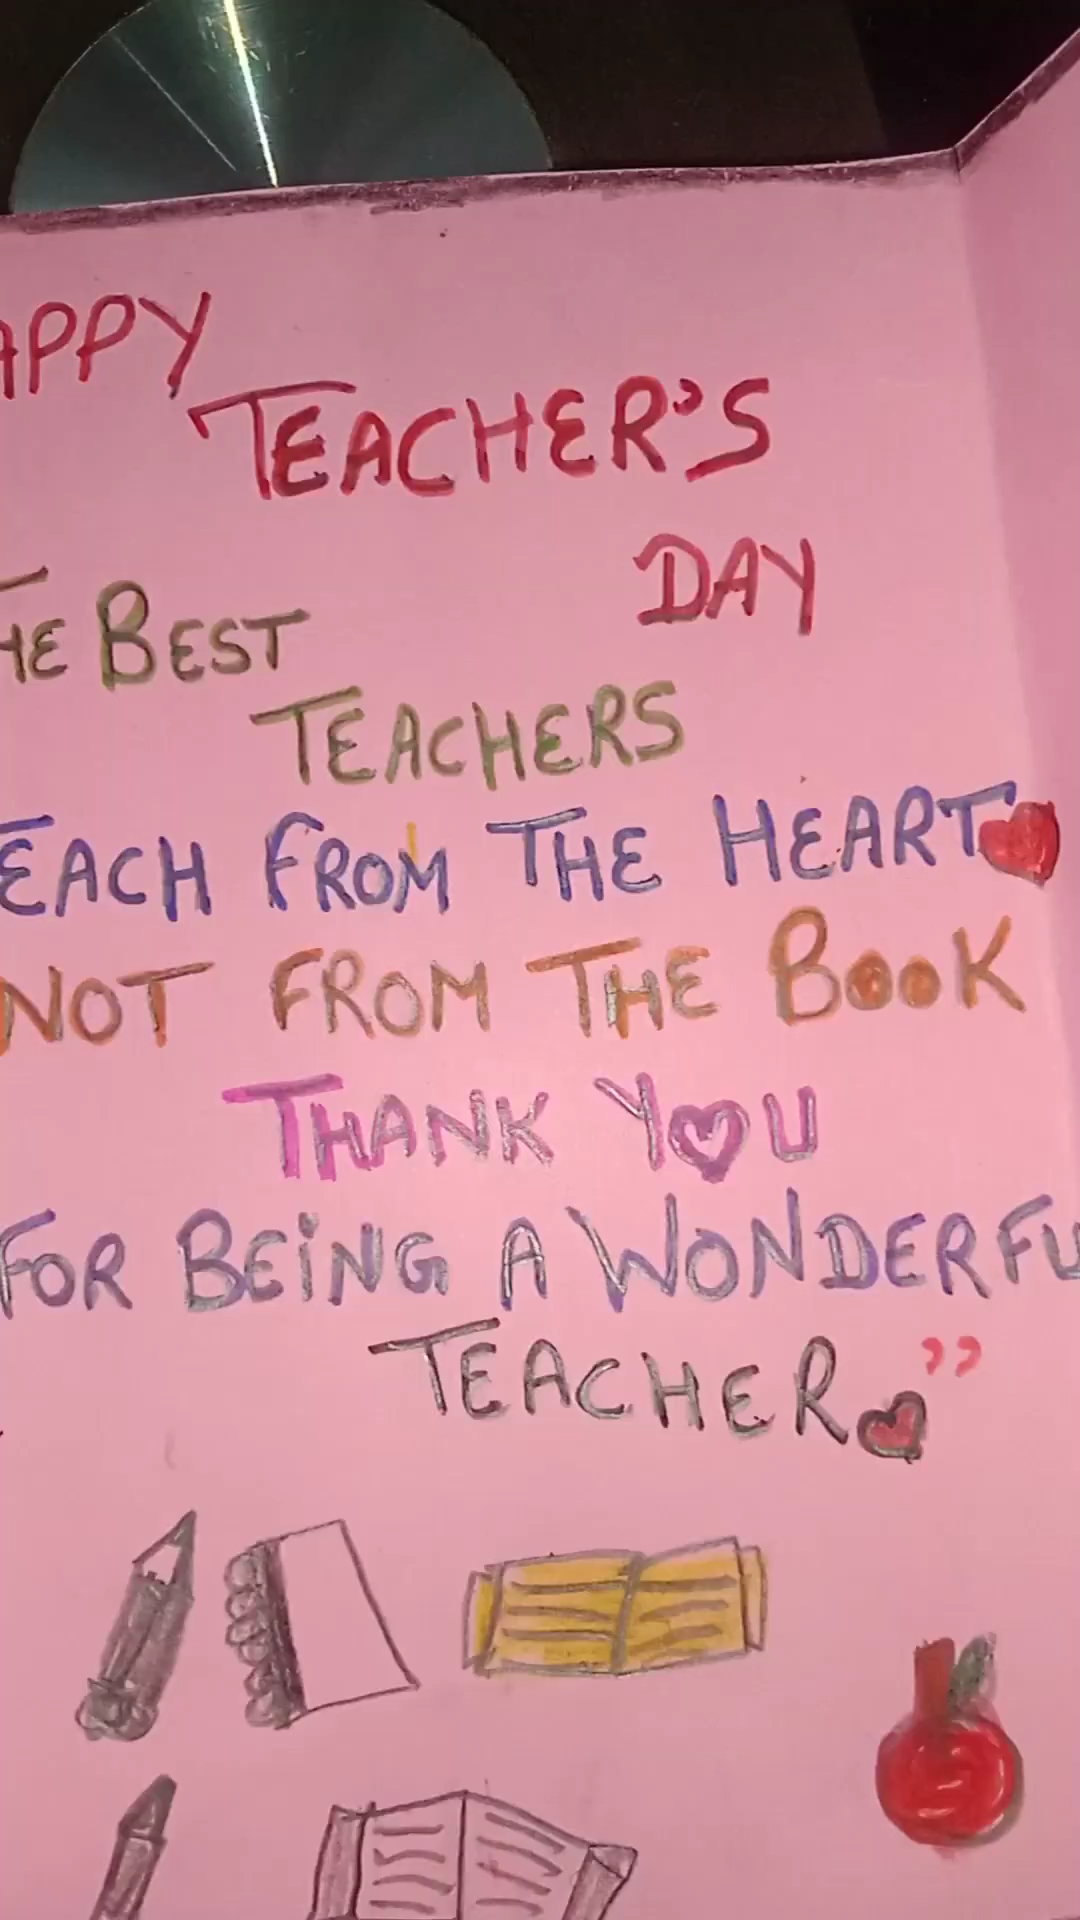 APPY
TEACHER'S
DAY
HE BEST
TEACHERS
EACH FROM THE HEART
NOT FROM THE BOOK
THANK YOU
FOR BEING A WONDERFU
TEACHER"